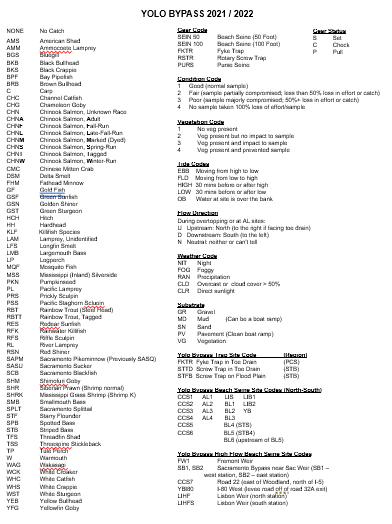 YOLO BYPASS 2021 / 2022
NONE No Catch
AMS American Shad
AMM Ammocoete Lamprey
BGS Bluegill
BKB Black Bullhead
BKS Black Crappie
BPF Bay Pipefish
BRB Brown Bullhead
C Carp
CHC Channel Catfish
CHG Chameleon Goby
CHN Chinook Salmon, Unknown Race
CHNA Chinook Salmon, Adult
CHNF Chinook Salmon, Fall-Run
CHNL Chinook Salmon, Late-Fall-Run
CHNM Chinook Salmon, Marked (Dyed)
CHNS Chinook Salmon, Spring-Run
CHNT Chinook Salmon, Tagged
CHNW Chinook Salmon, Winter-Run
CMC Chinese Mitten Crab
DSM Delta Smelt
FHM Fathead Minnow
GF Gold Fish
GSF Green Sunfish
GSN Golden Shiner
GST Green Sturgeon
HCH Hitch
HH Hardhead
KLF Killifish Species
LAM Lamprey, Unidentified
LFS Longfin Smelt
LMB Largemouth Bass
LP Logperch
MQF Mosquito Fish
MSS Mississippi (Inland) Silverside
PKN Pumpkinseed
PL Pacific Lamprey
PRS Prickly Sculpin
PSS Pacific Staghorn Sclupin
RBT Rainbow Trout (Steel Head)
RBTT Rainbow Trout, Tagged
RES Redear Sunfish
RFK Rainwater Killifish
RFS Riffle Sculpin
RL River Lamprey
RSN Red Shiner
SAPM Sacramento Pikeminnow (Previously SASQ)
SASU Sacramento Sucker
SCB Sacramento Blackfish
SHM Shimofuri Goby
SHR Siberian Prawn (Shrimp normal)
SHRK Mississippi Grass Shrimp (Shrimp K)
SMB Smallmouth Bass
SPLT Sacramento Splittail
STF Starry Flounder
SPB Spotted Bass
STB Striped Bass
TFS Threadfin Shad
TSS Threespine Stickleback
TP Tule Perch
W Warmouth
WAG Wakasagi
WCK White Croaker
WHC White Catfish
WHS White Crappie
WST White Sturgeon
YEB Yellow Bullhead
YFG Yellowfin Goby
Gear Code
SEIN 50 Beach Seine (50 Feet)
SEIN 100 Beach Seine (100 Foot)
FKTR Fyke Trap
RSTR Rotary Screw Trap
PURS Purse Seine
Gear Status
S Set
C Check
P Pull
Condition Code
1 Good (normal sample)
2 Fair (sample partially compromised; less than 50% loss in effort or catch)
3 Poor (sample majority compromised; 50%+ loss in effort or catch)
4 No sample taken 100% loss of effort/sample
Vegetation Code
1 No veg present
2 Veg present but no impact to sample
3 Veg present and impact to sample
4 Veg present and prevented sample
Tide Codes
EBB Moving from high to low
FLD Moving from low to high
HIGH 30 mins before or after high
LOW 30 mins before or after low
OB Water at site is over the bank
Flow Direction
During overtopping or at AL sites:
U Upstream: North (to the right if facing toe drain)
D Downstream: South (to the left)
N Neutral: neither or can't tell
Weather Code
NIT Night
FOG Foggy
RAN Precipitation
CLD Overcast or cloud cover > 50%
CLR Direct sunlight
Substrate
GR Gravel
MD Mud (Can be a boat ramp)
SN Sand
PV Pavement (Clean boat ramp)
VG Vegetation
Yolo Bypass Trap Site Code (Region)
FKTR Fyke Trap in Toe Drain (PCS)
STTD Screw Trap in Toe Drain (STS)
STFB Screw Trap on Flood Plain (STS)
Yolo Bypass Beach Seine Site Codes (North-South)
CCS1 AL1 LIS LIB1
CCS2 AL2 BL1 LIB2
CCS3 AL3 BL2 YB
CCS4 AL4 BL3
CCS5 BL4 (STS)
CCS6 BL5 (STB4)
BL6 (upstream of BL5)
Yolo Bypass High Flow Beach Seine Site Codes
FW1 Fremont Weir
SB1, SB2 Sacramento Bypass near Sac Weir (SB1 –
west station, SB2 – east station)
CCS7 Road 22 (east of Woodland, north of I-5)
YBI80 I-80 West (levee road off of road 32A exit)
LIHF Lisbon Weir (north station)
LIHS Lisbon Weir (south station)